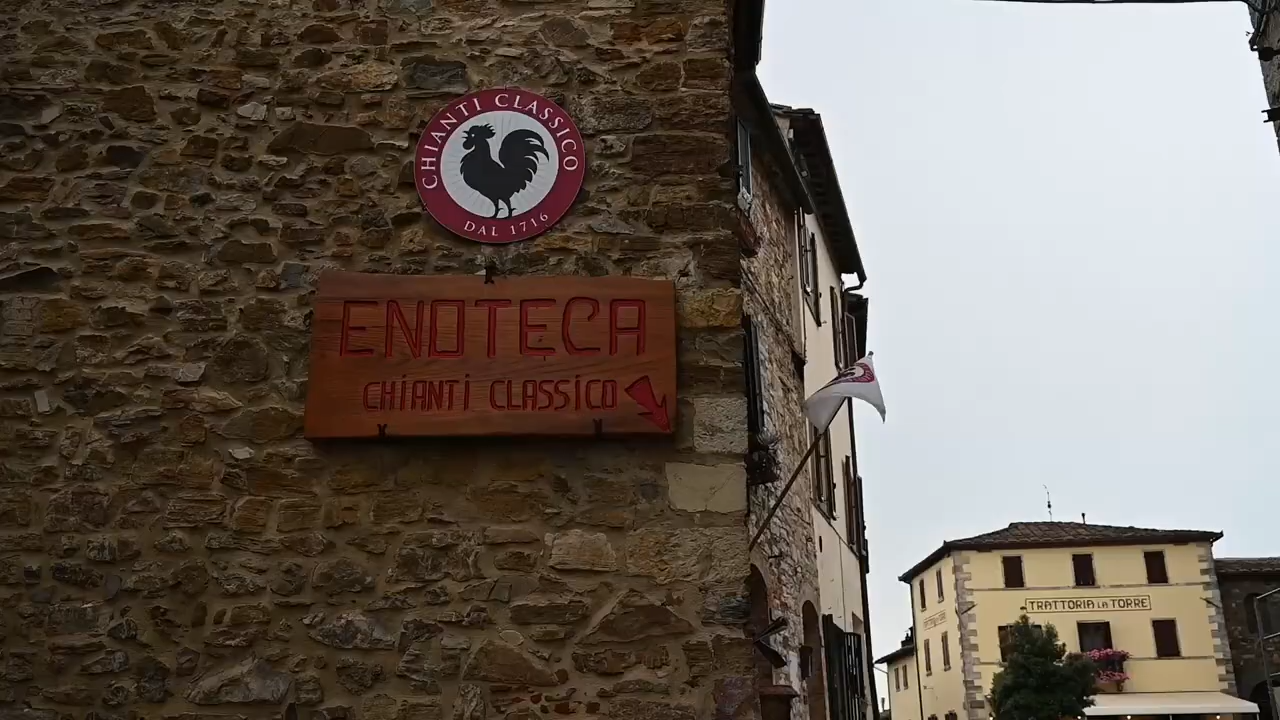 CHIANTI CLASSICO
DAL 1716
ENOTECA
CHIANTI CLASSICO
TRATTORIA LA TORRE